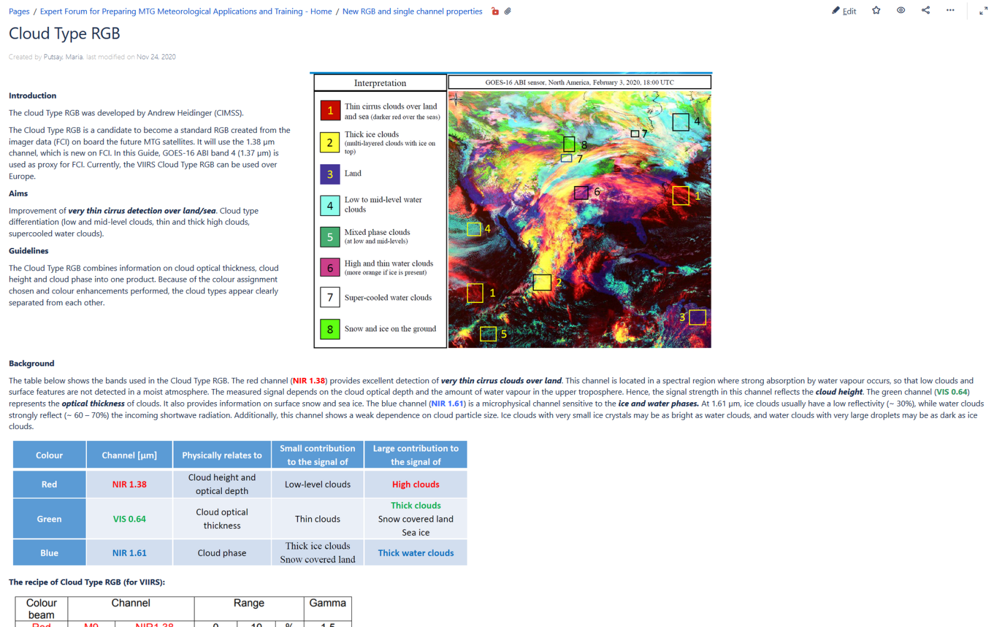 Pages / Expert Forum for Preparing MTG Meteorological Applications and Training - Home / New RGB and single channel properties
Edit
Cloud Type RGB
Created by Putsay, Maria, last modified on Nov 24, 2020
Introduction
The cloud Type RGB was developed by Andrew Heidinger (CIMSS).
The Cloud Type RGB is a candidate to become a standard RGB created from the
imager data (FCI) on board the future MTG satellites. It will use the 1.38 µm
channel, which is new on FCI. In this Guide, GOES-16 ABI band 4 (1.37 µm) is
used as proxy for FCI. Currently, the VIIRS Cloud Type RGB can be used over
Europe.
Aims
Improvement of very thin cirrus detection over land/sea. Cloud type
differentiation (low and mid-level clouds, thin and thick high clouds,
supercooled water clouds).
Guidelines
The Cloud Type RGB combines information on cloud optical thickness, cloud
height and cloud phase into one product. Because of the colour assignment
chosen and colour enhancements performed, the cloud types appear clearly
separated from each other.
Interpretation
1 Thin cirrus clouds over land
and sea (darker red over the seas)
2 Thick ice clouds
(multi-layered clouds with ice on
top)
3 Land
4 Low to mid-level water
clouds
5 Mixed phase clouds
(at low and mid-levels)
6 High and thin water clouds
(more orange if ice is present)
7 Super-cooled water clouds
8 Snow and ice on the ground
GOES-16 ABI sensor, North America, February 3, 2020, 18:00 UTC
4
7
8
7
6
1
4
2
1
3
5
Background
The table below shows the bands used in the Cloud Type RGB. The red channel (NIR 1.38) provides excellent detection of very thin cirrus clouds over land. This channel is located in a spectral region where strong absorption by water vapour occurs, so that low clouds and
surface features are not detected in a moist atmosphere. The measured signal depends on the cloud optical depth and the amount of water vapour in the upper troposphere. Hence, the signal strength in this channel reflects the cloud height. The green channel (VIS 0.64)
represents the optical thickness of clouds. It also provides information on surface snow and sea ice. The blue channel (NIR 1.61) is a microphysical channel sensitive to the ice and water phases. At 1.61 µm, ice clouds usually have a low reflectivity (~ 30%), while water clouds
strongly reflect (~ 60 – 70%) the incoming shortwave radiation. Additionally, this channel shows a weak dependence on cloud particle size. Ice clouds with very small ice crystals may be as bright as water clouds, and water clouds with very large droplets may be as dark as ice
clouds.
Colour | Channel [µm] | Physically relates to | Small contribution to the signal of | Large contribution to the signal of
Red | NIR 1.38 | Cloud height and optical depth | Low-level clouds | High clouds
Green | VIS 0.64 | Cloud optical thickness | Thin clouds | Thick clouds Snow covered land Sea ice
Blue | NIR 1.61 | Cloud phase | Thick ice clouds Snow covered land | Thick water clouds
The recipe of Cloud Type RGB (for VIIRS):
Colour beam | Channel | Range | Gamma
Red | M9 | NIR1.38 | 0 | 10 | % | 1.5